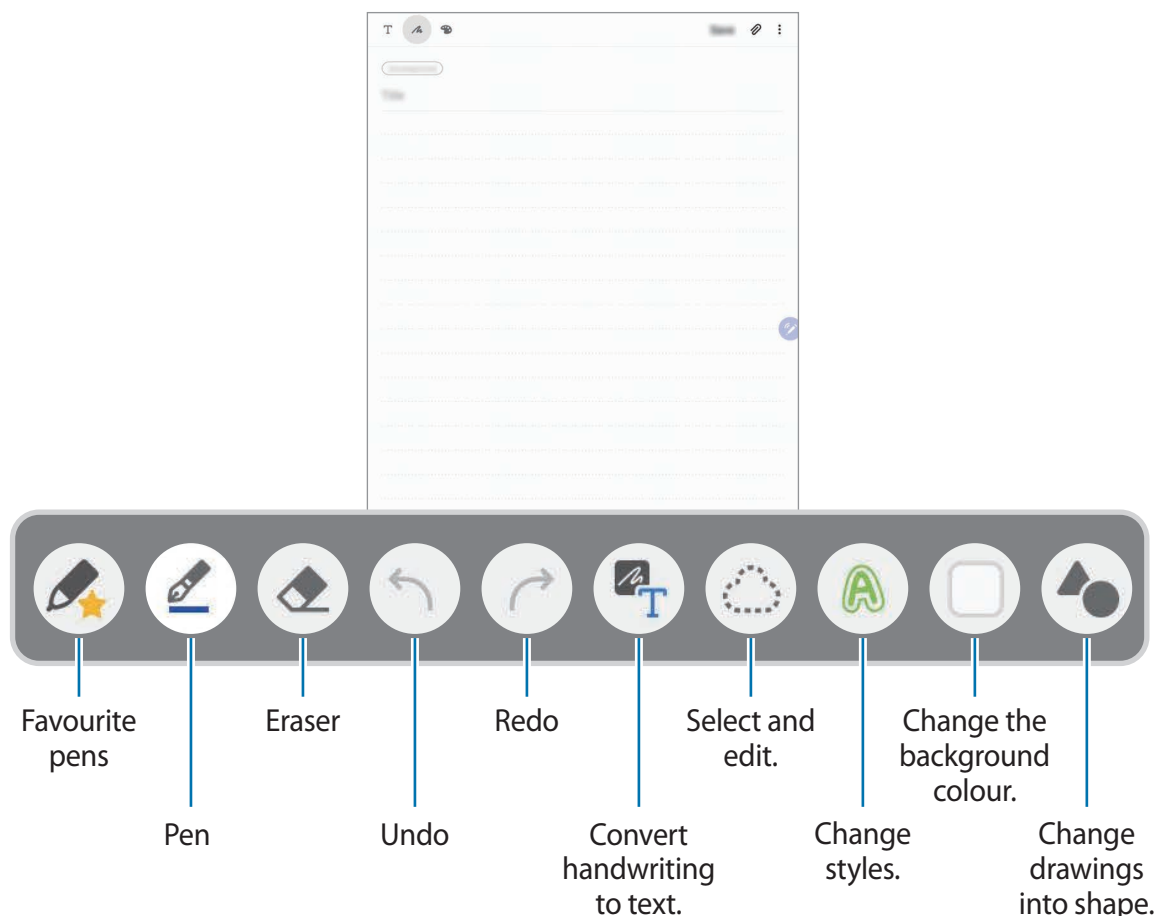 T
Title
T
A
Favourite
pens
Eraser
Redo
Select and
edit.
Change the
background
colour.
Pen
Undo
Convert
handwriting
to text.
Change
styles.
Change
drawings
into shape.